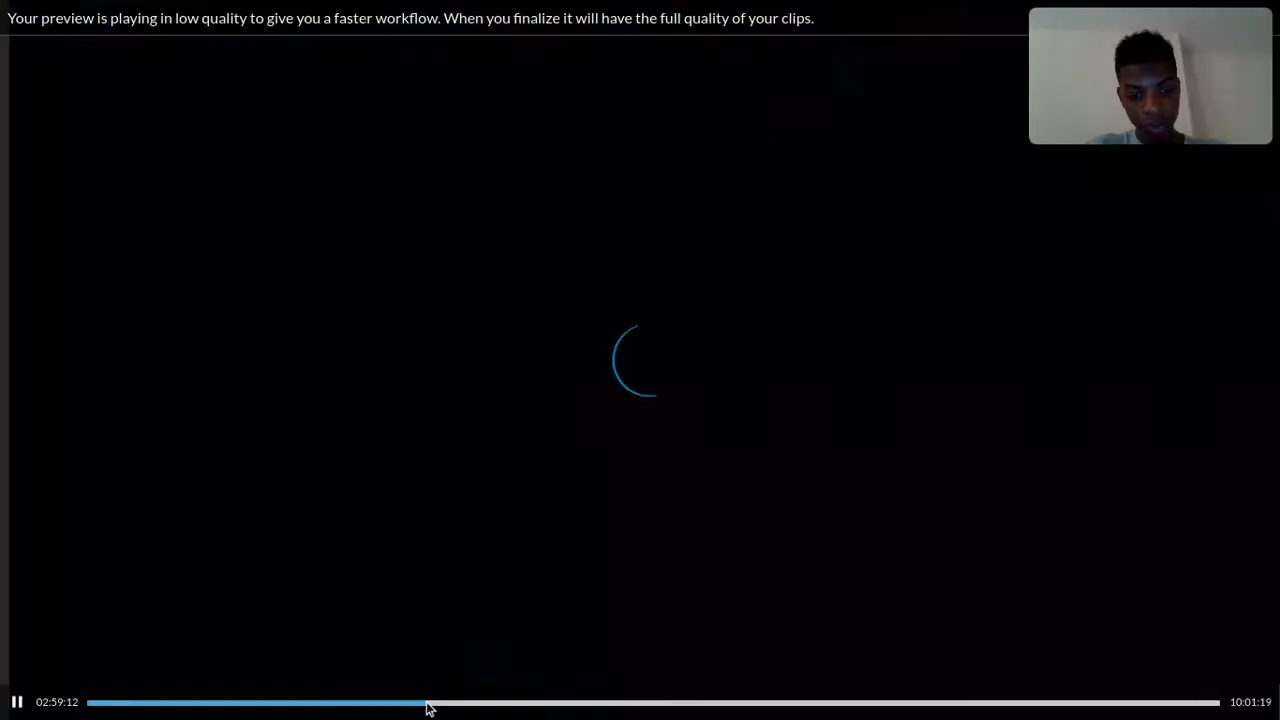 Your preview is playing in low quality to give you a faster workflow. When you finalize it will have the full quality of your clips.
02:59:12
10:01:19